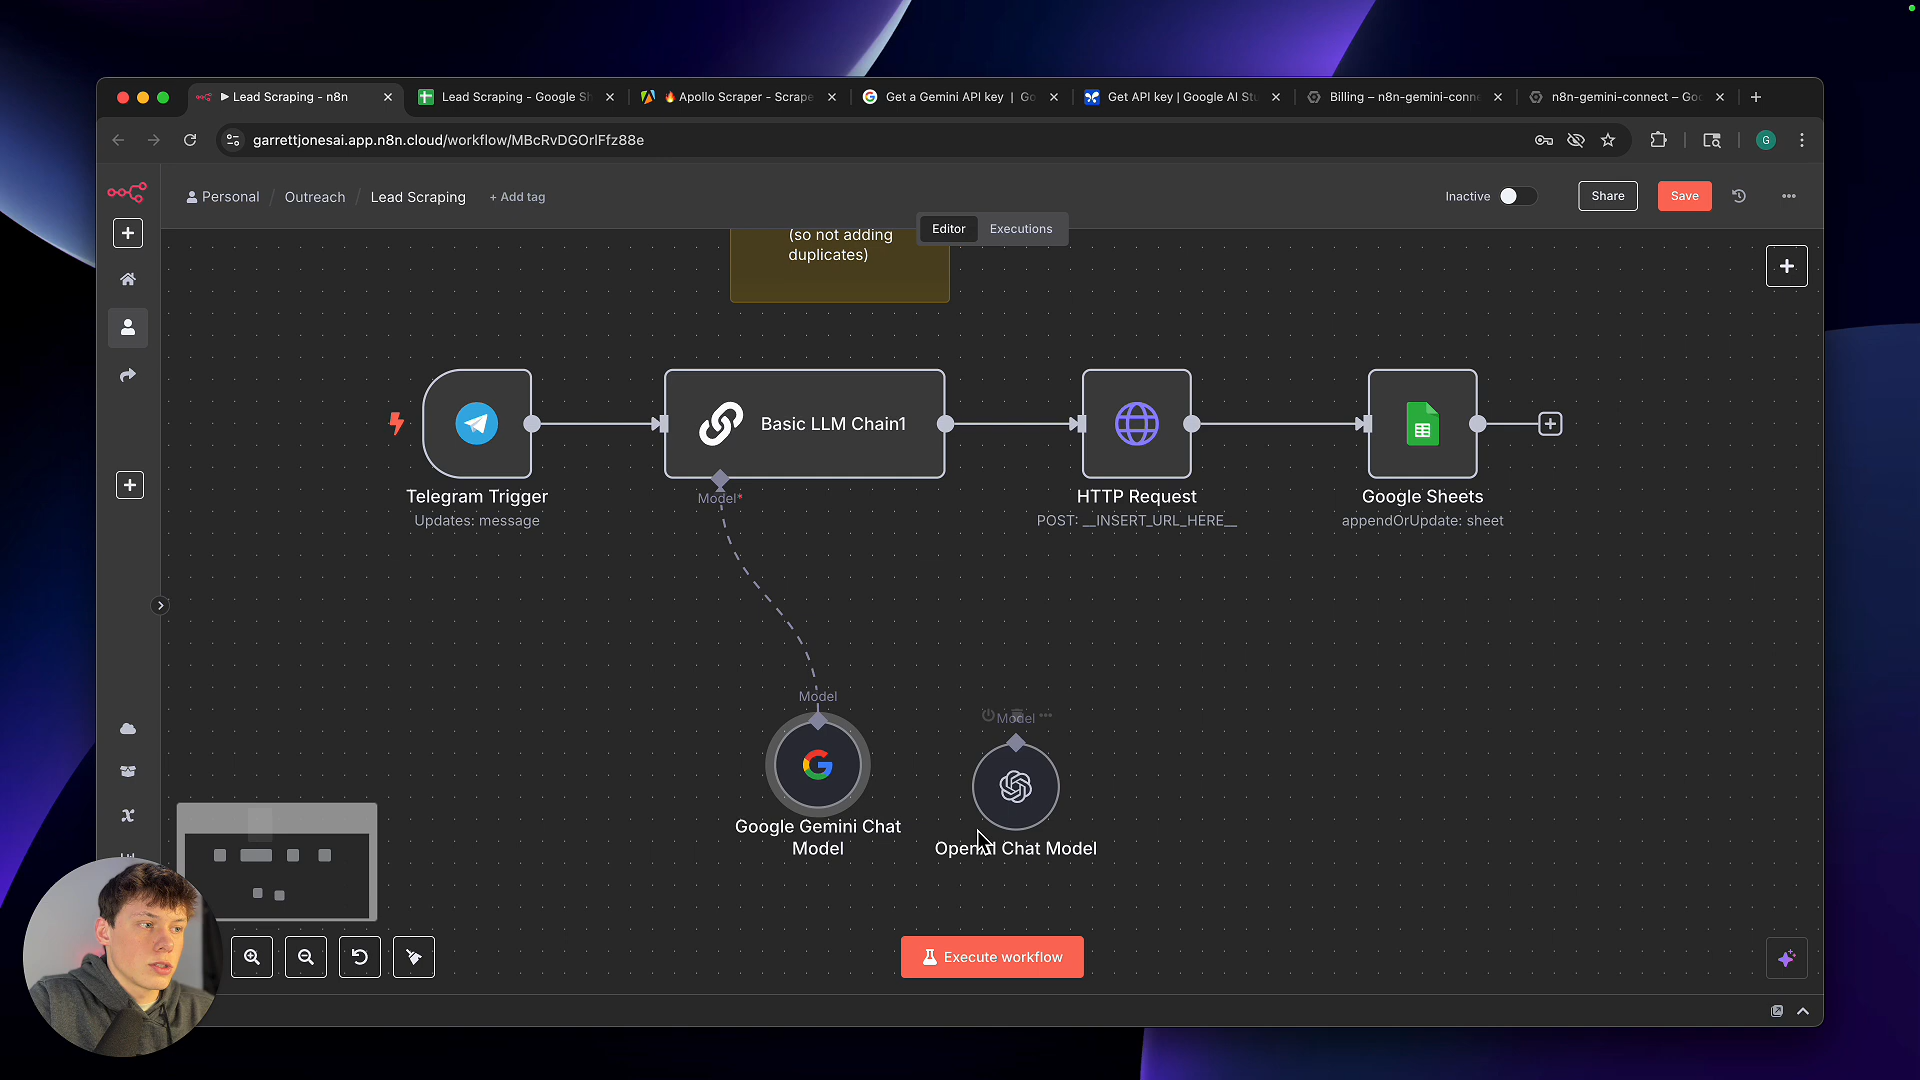 Lead Scraping - n8n
Lead Scraping - Google Sh
Apollo Scraper - Scrape
Get a Gemini API key | Go
Get API key | Google AI Stu
Billing – n8n-gemini-conne
n8n-gemini-connect – Goo
garrettjonesai.app.n8n.cloud/workflow/MBcRvDGOrlFfz88e
G
Personal / Outreach / Lead Scraping + Add tag
Inactive
Share
Save
Editor
Executions
(so not adding
duplicates)
Basic LLM Chain1
Model*
Telegram Trigger
Updates: message
HTTP Request
POST: __INSERT_URL_HERE__
Google Sheets
appendOrUpdate: sheet
Model
Model
Google Gemini Chat
Model
OpenAI Chat Model
Execute workflow